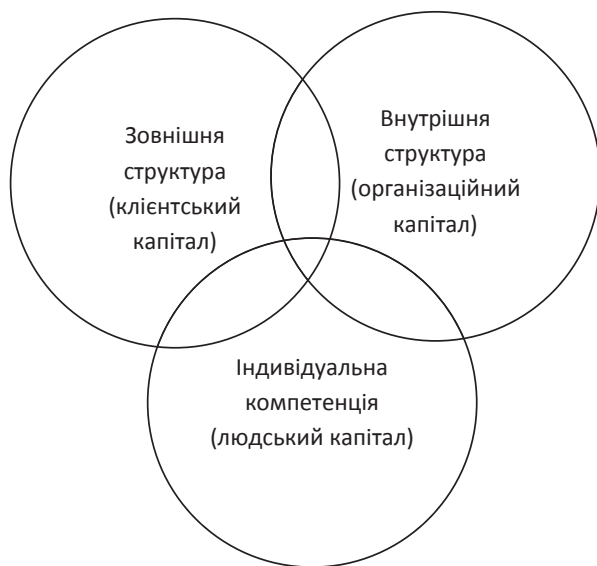 Зовнішня
структура
(клієнтський
капітал)
Внутрішня
структура
(організаційний
капітал)
Індивідуальна
компетенція
(людський капітал)